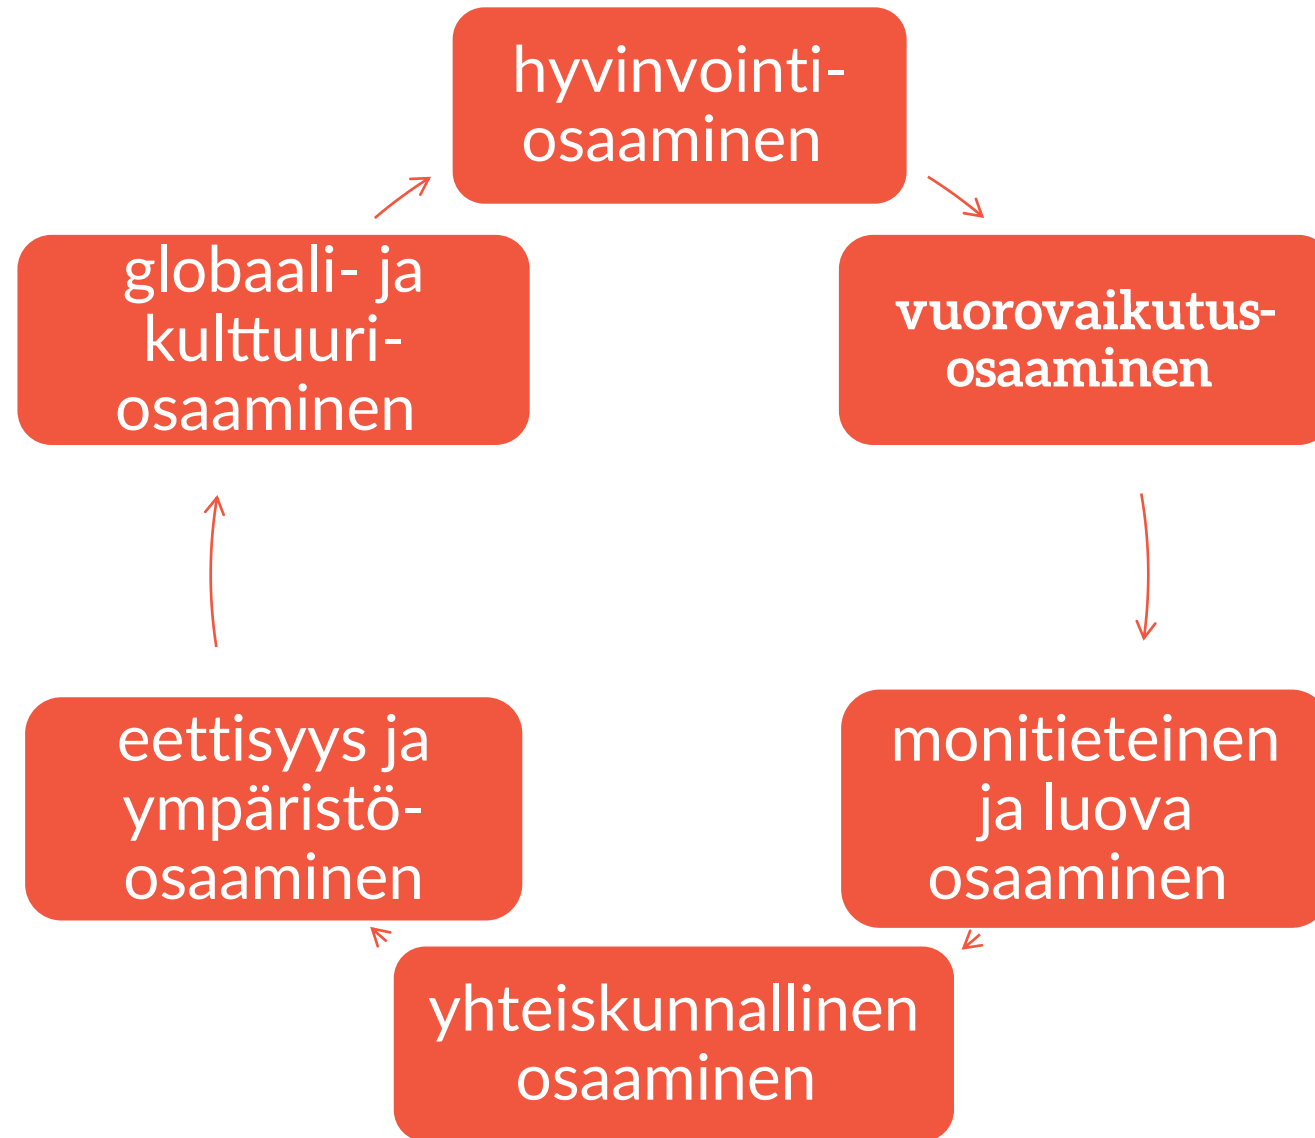 hyvinvointi-
osaaminen
vuorovaikutus-
osaaminen
monitieteinen
ja luova
osaaminen
yhteiskunnallinen
osaaminen
eettisyys ja
ympäristö-
osaaminen
globaali- ja
kulttuuri-
osaaminen